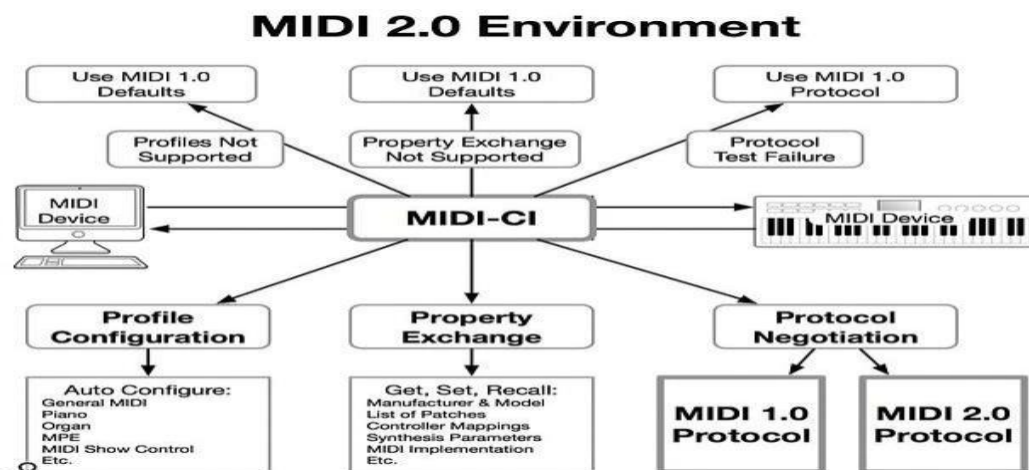 MIDI 2.0 Environment
Use MIDI 1.0
Defaults
Use MIDI 1.0
Defaults
Use MIDI 1.0
Protocol
Profiles Not
Supported
Property Exchange
Not Supported
Protocol
Test Failure
MIDI
Device
MIDI-CI
MIDI Device
Profile
Configuration
Property
Exchange
Protocol
Negotiation
Auto Configure:
General MIDI
Piano
Organ
MPE
MIDI Show Control
Etc.
Get, Set, Recall:
Manufacturer & Model
List of Patches
Controller Mappings
Synthesis Parameters
MIDI Implementation
Etc.
MIDI 1.0
Protocol
MIDI 2.0
Protocol